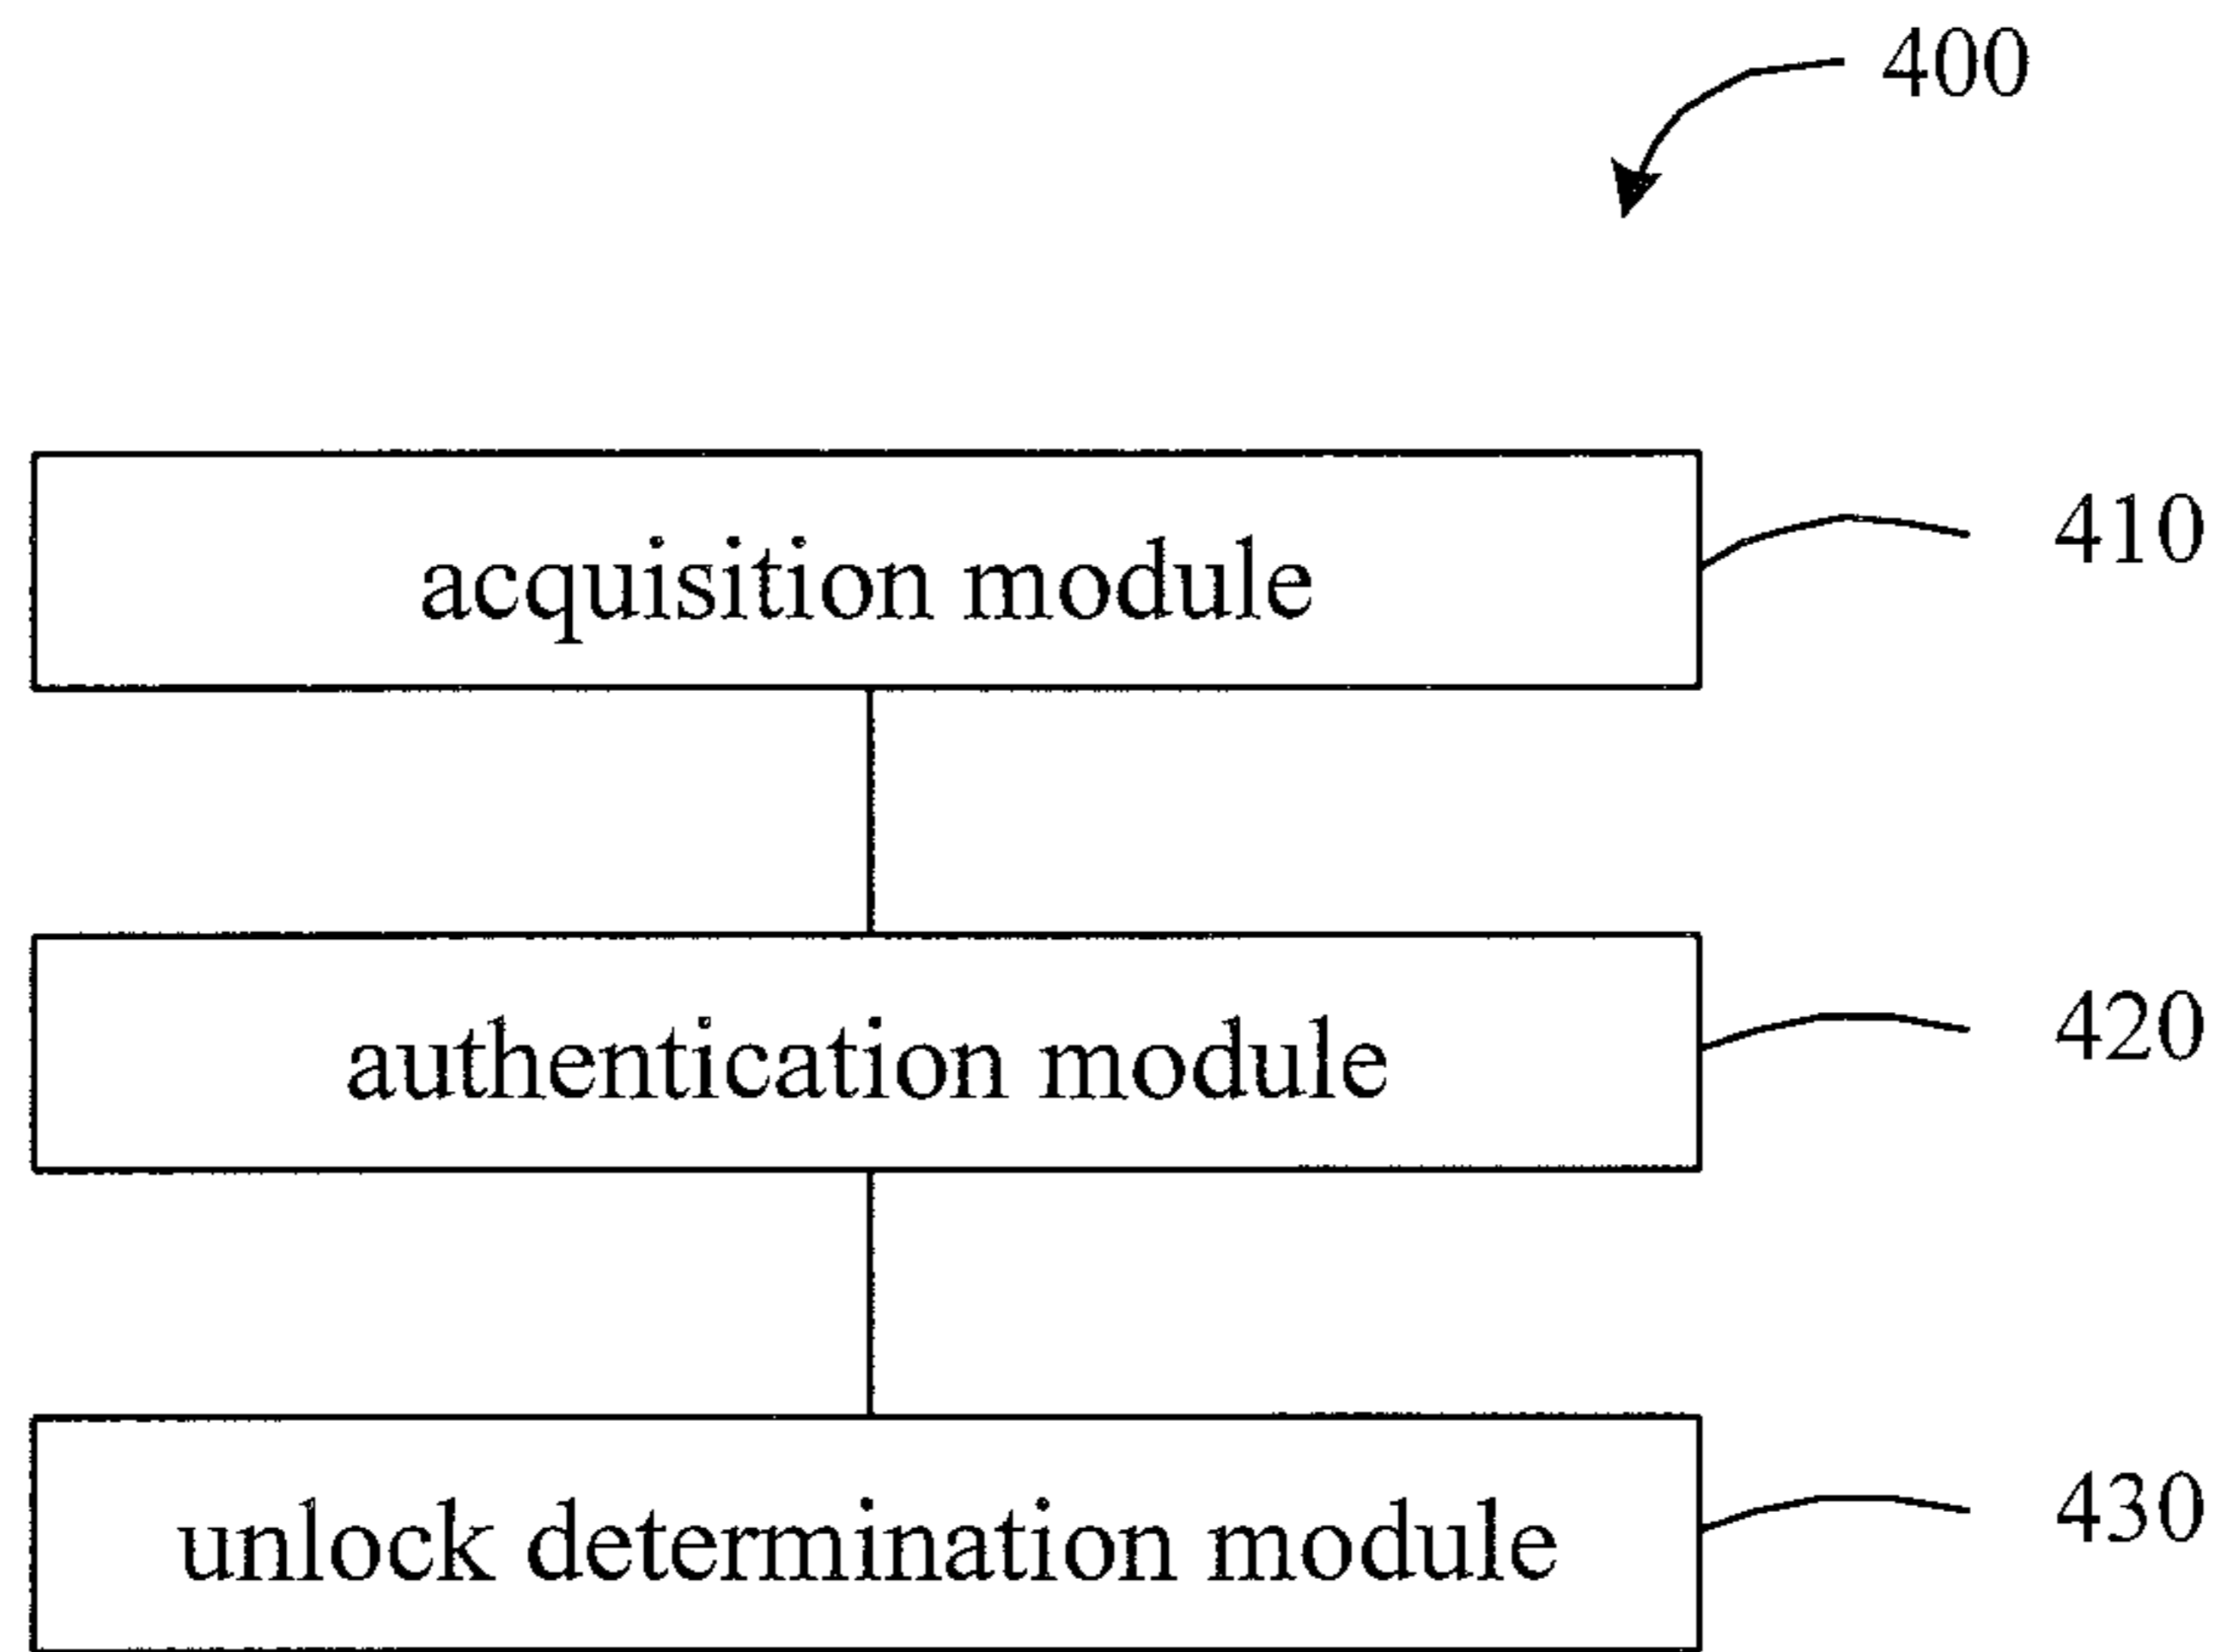 400
acquisition module 410
authentication module 420
unlock determination module 430